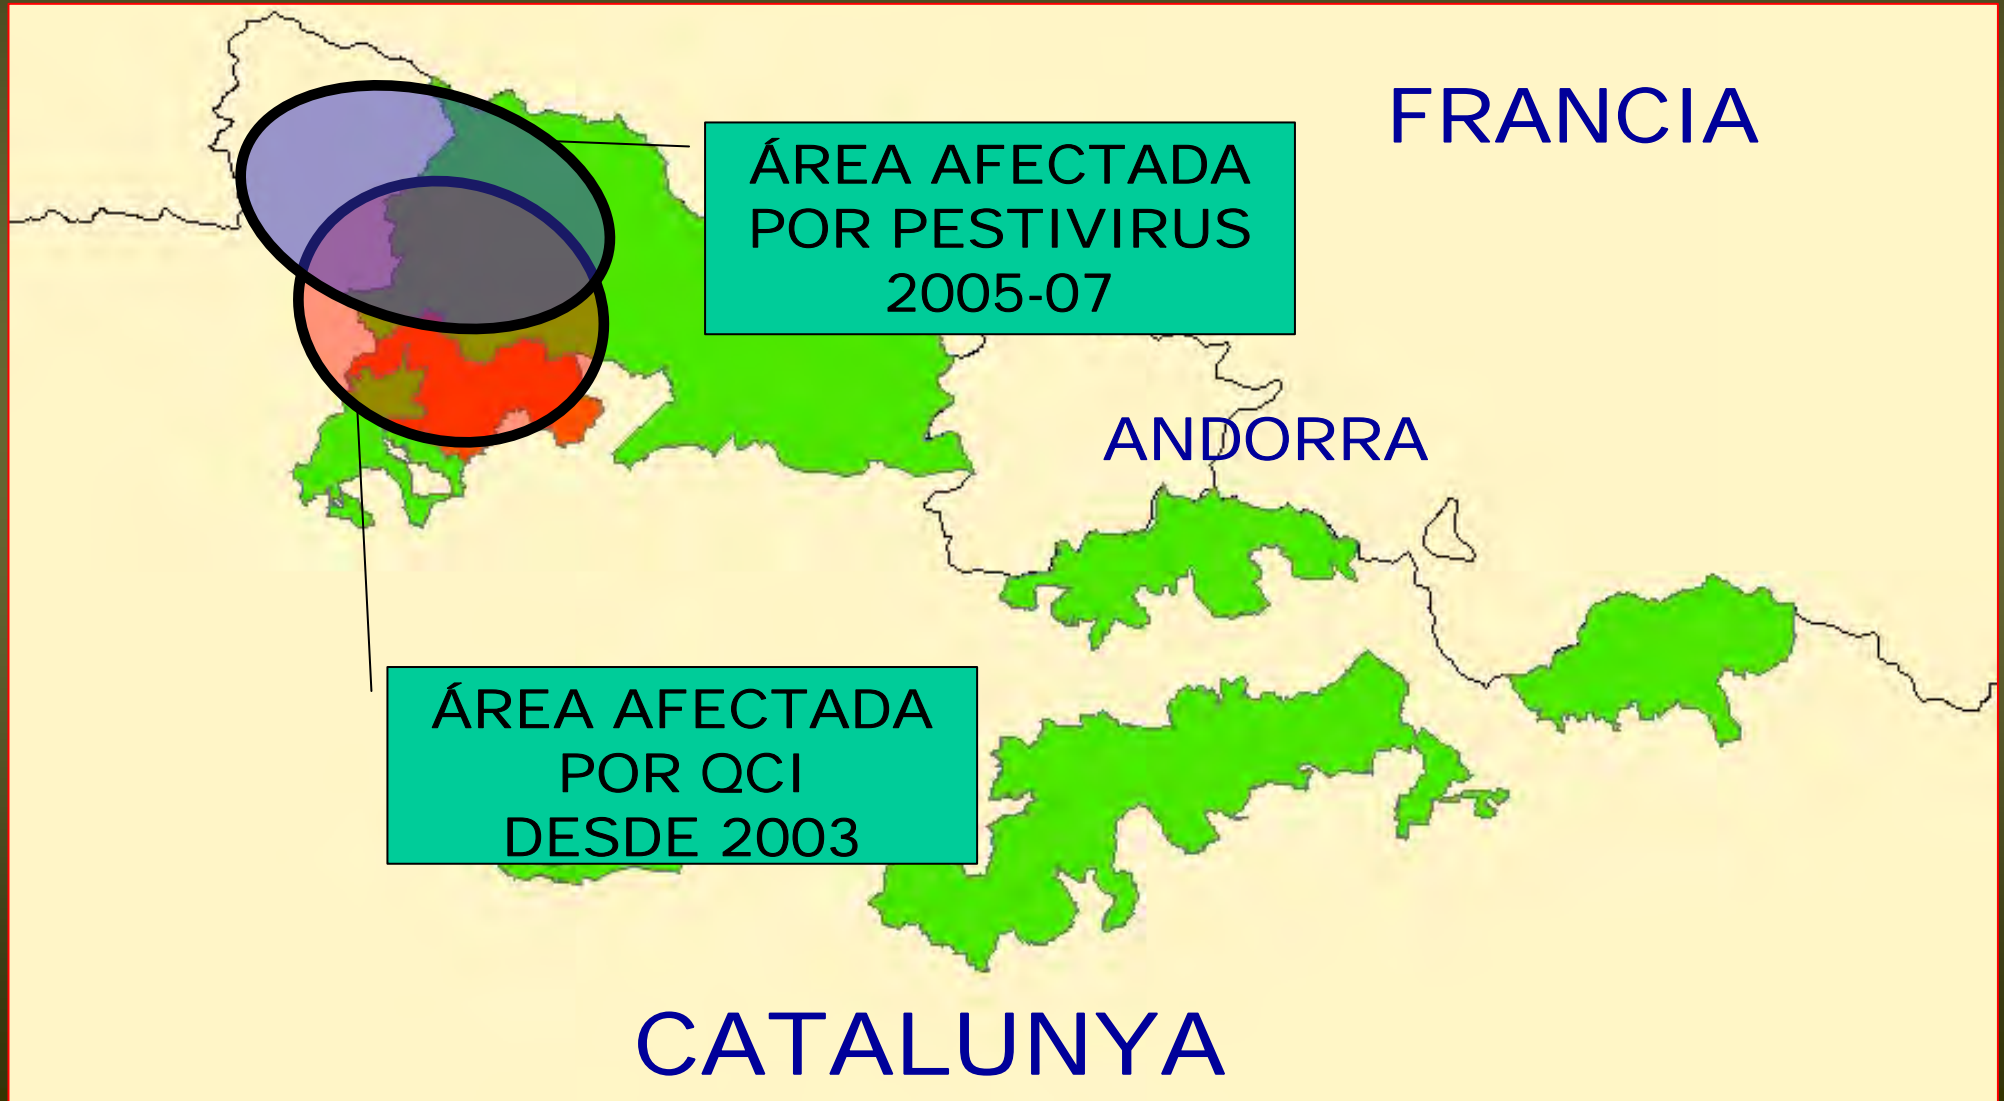 FRANCIA
ÁREA AFECTADA
POR PESTIVIRUS
2005-07
ANDORRA
ÁREA AFECTADA
POR QCI
DESDE 2003
CATALUNYA